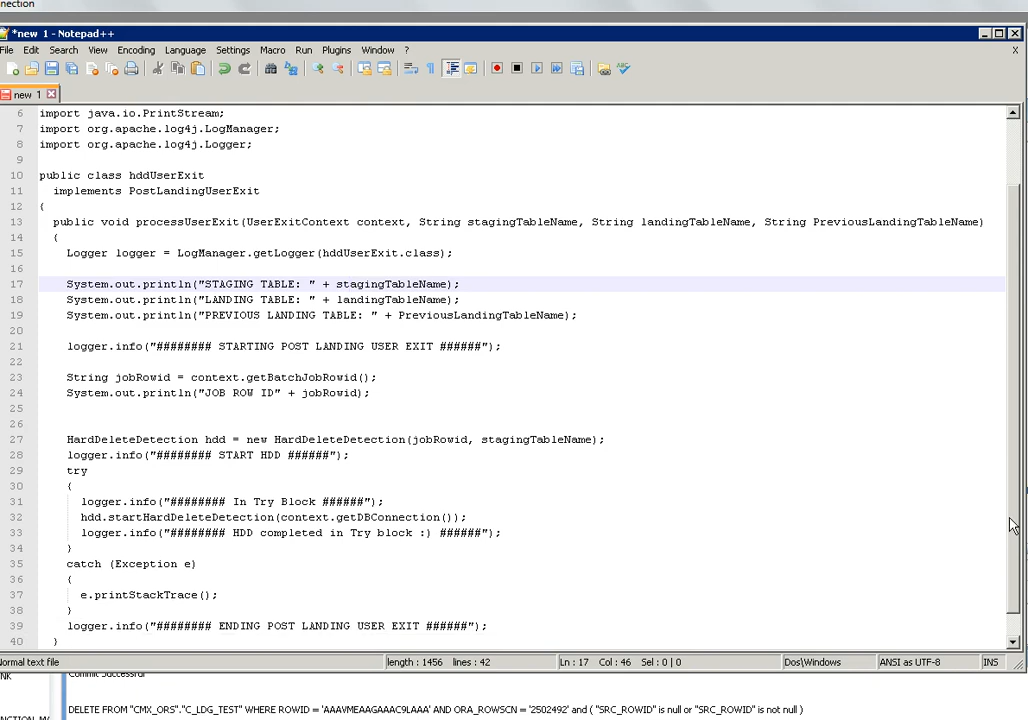 nection
*new 1 - Notepad++
File Edit Search View Encoding Language Settings Macro Run Plugins Window ? X
new 1
6 import java.io.PrintStream;
7 import org.apache.log4j.LogManager;
8 import org.apache.log4j.Logger;
9
10 public class hddUserExit
11 implements PostLandingUserExit
12 {
13 public void processUserExit(UserExitContext context, String stagingTableName, String landingTableName, String PreviousLandingTableName)
14 {
15 Logger logger = LogManager.getLogger(hddUserExit.class);
16
17 System.out.println("STAGING TABLE: " + stagingTableName);
18 System.out.println("LANDING TABLE: " + landingTableName);
19 System.out.println("PREVIOUS LANDING TABLE: " + PreviousLandingTableName);
20
21 logger.info("######## STARTING POST LANDING USER EXIT ######");
22
23 String jobRowid = context.getBatchJobRowid();
24 System.out.println("JOB ROW ID" + jobRowid);
25
26
27 HardDeleteDetection hdd = new HardDeleteDetection(jobRowid, stagingTableName);
28 logger.info("######## START HDD ######");
29 try
30 {
31 logger.info("######## In Try Block ######");
32 hdd.startHardDeleteDetection(context.getDBConnection());
33 logger.info("######## HDD completed in Try block :) ######");
34 }
35 catch (Exception e)
36 {
37 e.printStackTrace();
38 }
39 logger.info("######## ENDING POST LANDING USER EXIT ######");
40 }
Normal text file length : 1456 lines : 42 Ln : 17 Col : 46 Sel : 0 | 0 Dos\Windows ANSI as UTF-8 INS
NK Commit Successful
DELETE FROM "CMX_ORS"."C_LDG_TEST" WHERE ROWID = 'AAAVMEAAGAAAC9LAAA' AND ORA_ROWSCN = '2502492' and ( "SRC_ROWID" is null or "SRC_ROWID" is not null )